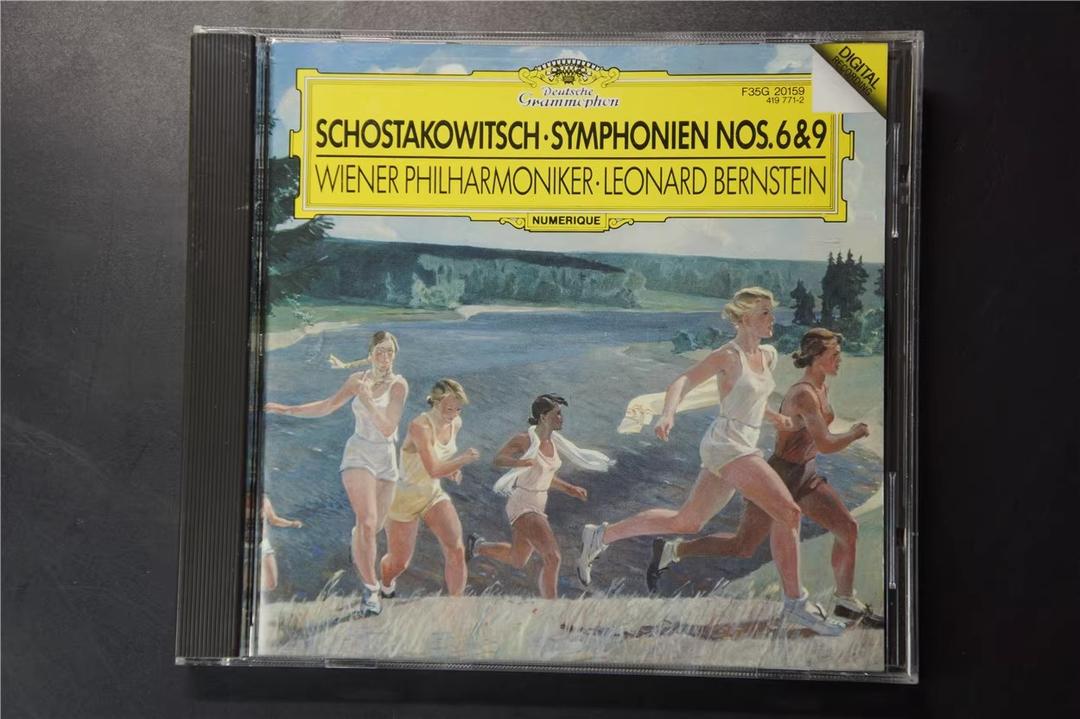 DIGITAL
RECORDING
Deutsche
Grammophon
F35G 20159
419 771-2
SCHOSTAKOWITSCH·SYMPHONIEN NOS.6&9
WIENER PHILHARMONIKER·LEONARD BERNSTEIN
NUMERIQUE